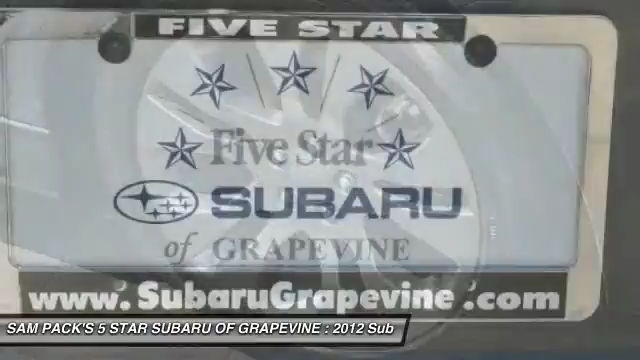 FIVE STAR
Five Star
SUBARU
of GRAPEVINE
www.SubaruGrapevine.com
SAM PACK'S 5 STAR SUBARU OF GRAPEVINE : 2012 Sub